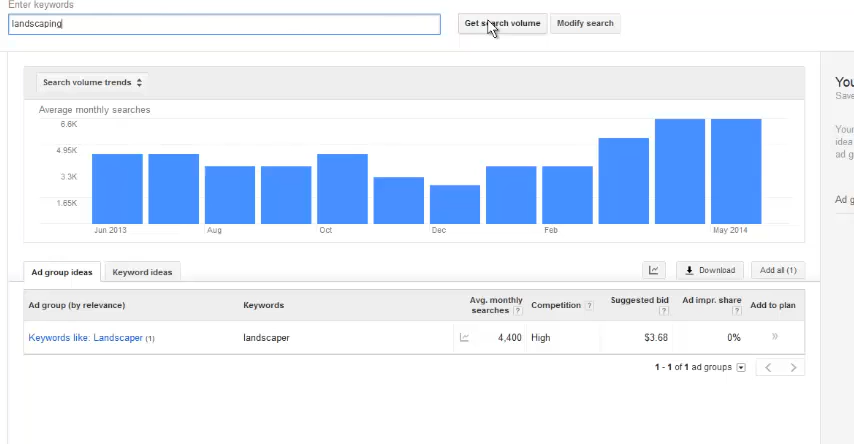 Enter keywords
landscaping
Get search volume
Modify search
Search volume trends
Average monthly searches
6.6K
4.95K
3.3K
1.65K
Jun 2013 Aug Oct Dec Feb May 2014
Ad group ideas Keyword ideas Download Add all (1)
Ad group (by relevance) Keywords Avg. monthly searches ? Competition ? Suggested bid ? Ad impr. share ? Add to plan
Keywords like: Landscaper (1) landscaper 4,400 High $3.68 0% »
1 - 1 of 1 ad groups
You
Save
Your
idea
ad g
Ad g